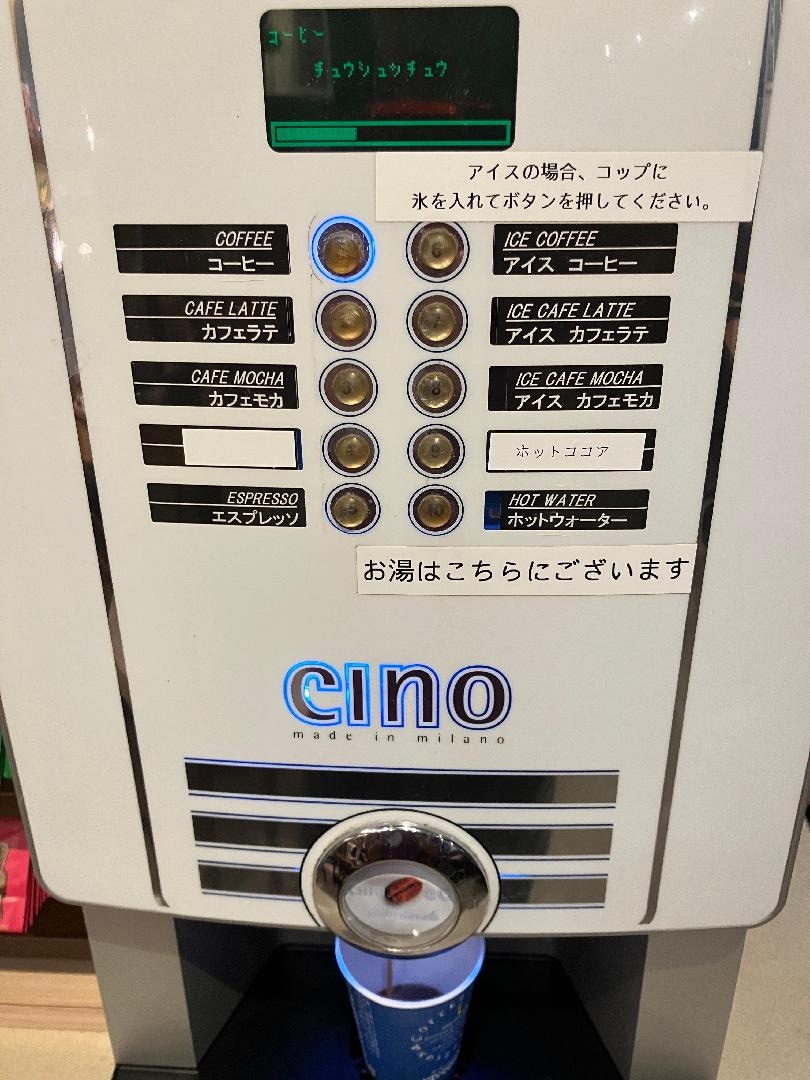 コーヒー
チュウシュツチュウ
アイスの場合、コップに
氷を入れてボタンを押してください。
COFFEE
コーヒー
ICE COFFEE
アイス コーヒー
CAFE LATTE
カフェラテ
ICE CAFE LATTE
アイス カフェラテ
CAFE MOCHA
カフェモカ
ICE CAFE MOCHA
アイス カフェモカ
ホットココア
ESPRESSO
エスプレッソ
HOT WATER
ホットウォーター
お湯はこちらにございます
cino
made in milano